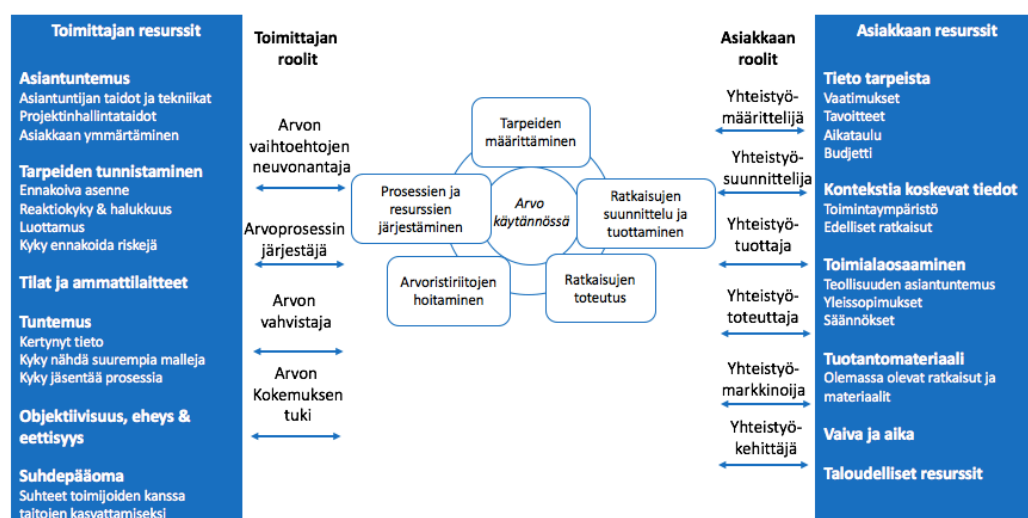 Toimittajan resurssit
Asiantuntemus
Asiantuntijan taidot ja tekniikat
Projektinhallintataidot
Asiakkaan ymmärtäminen
Tarpeiden tunnistaminen
Ennakoiva asenne
Reaktiokyky & halukkuus
Luottamus
Kyky ennakoida riskejä
Tilat ja ammattilaitteet
Tuntemus
Kertynyt tieto
Kyky nähdä suurempia malleja
Kyky jäsentää prosessia
Objektiivisuus, eheys &
eettisyys
Suhdepääoma
Suhteet toimijoiden kanssa
taitojen kasvattamiseksi
Toimittajan
roolit
Arvon
vaihtoehtojen
neuvonantaja
Arvoprosessin
järjestäjä
Arvon
vahvistaja
Arvon
Kokemuksen
tuki
Tarpeiden
määrittäminen
Prosessien ja
resurssien
järjestäminen
Arvo
käytännössä
Ratkaisujen
suunnittelu ja
tuottaminen
Arvoristiriitojen
hoitaminen
Ratkaisujen
toteutus
Asiakkaan
roolit
Yhteistyö-
määrittelijä
Yhteistyö-
suunnittelija
Yhteistyö-
tuottaja
Yhteistyö-
toteuttaja
Yhteistyö-
markkinoija
Yhteistyö-
kehittäjä
Asiakkaan resurssit
Tieto tarpeista
Vaatimukset
Tavoitteet
Aikataulu
Budjetti
Kontekstia koskevat tiedot
Toimintaympäristö
Edelliset ratkaisut
Toimialaosaaminen
Teollisuuden asiantuntemus
Yleissopimukset
Säännökset
Tuotantomateriaali
Olemassa olevat ratkaisut ja
materiaalit
Vaiva ja aika
Taloudelliset resurssit